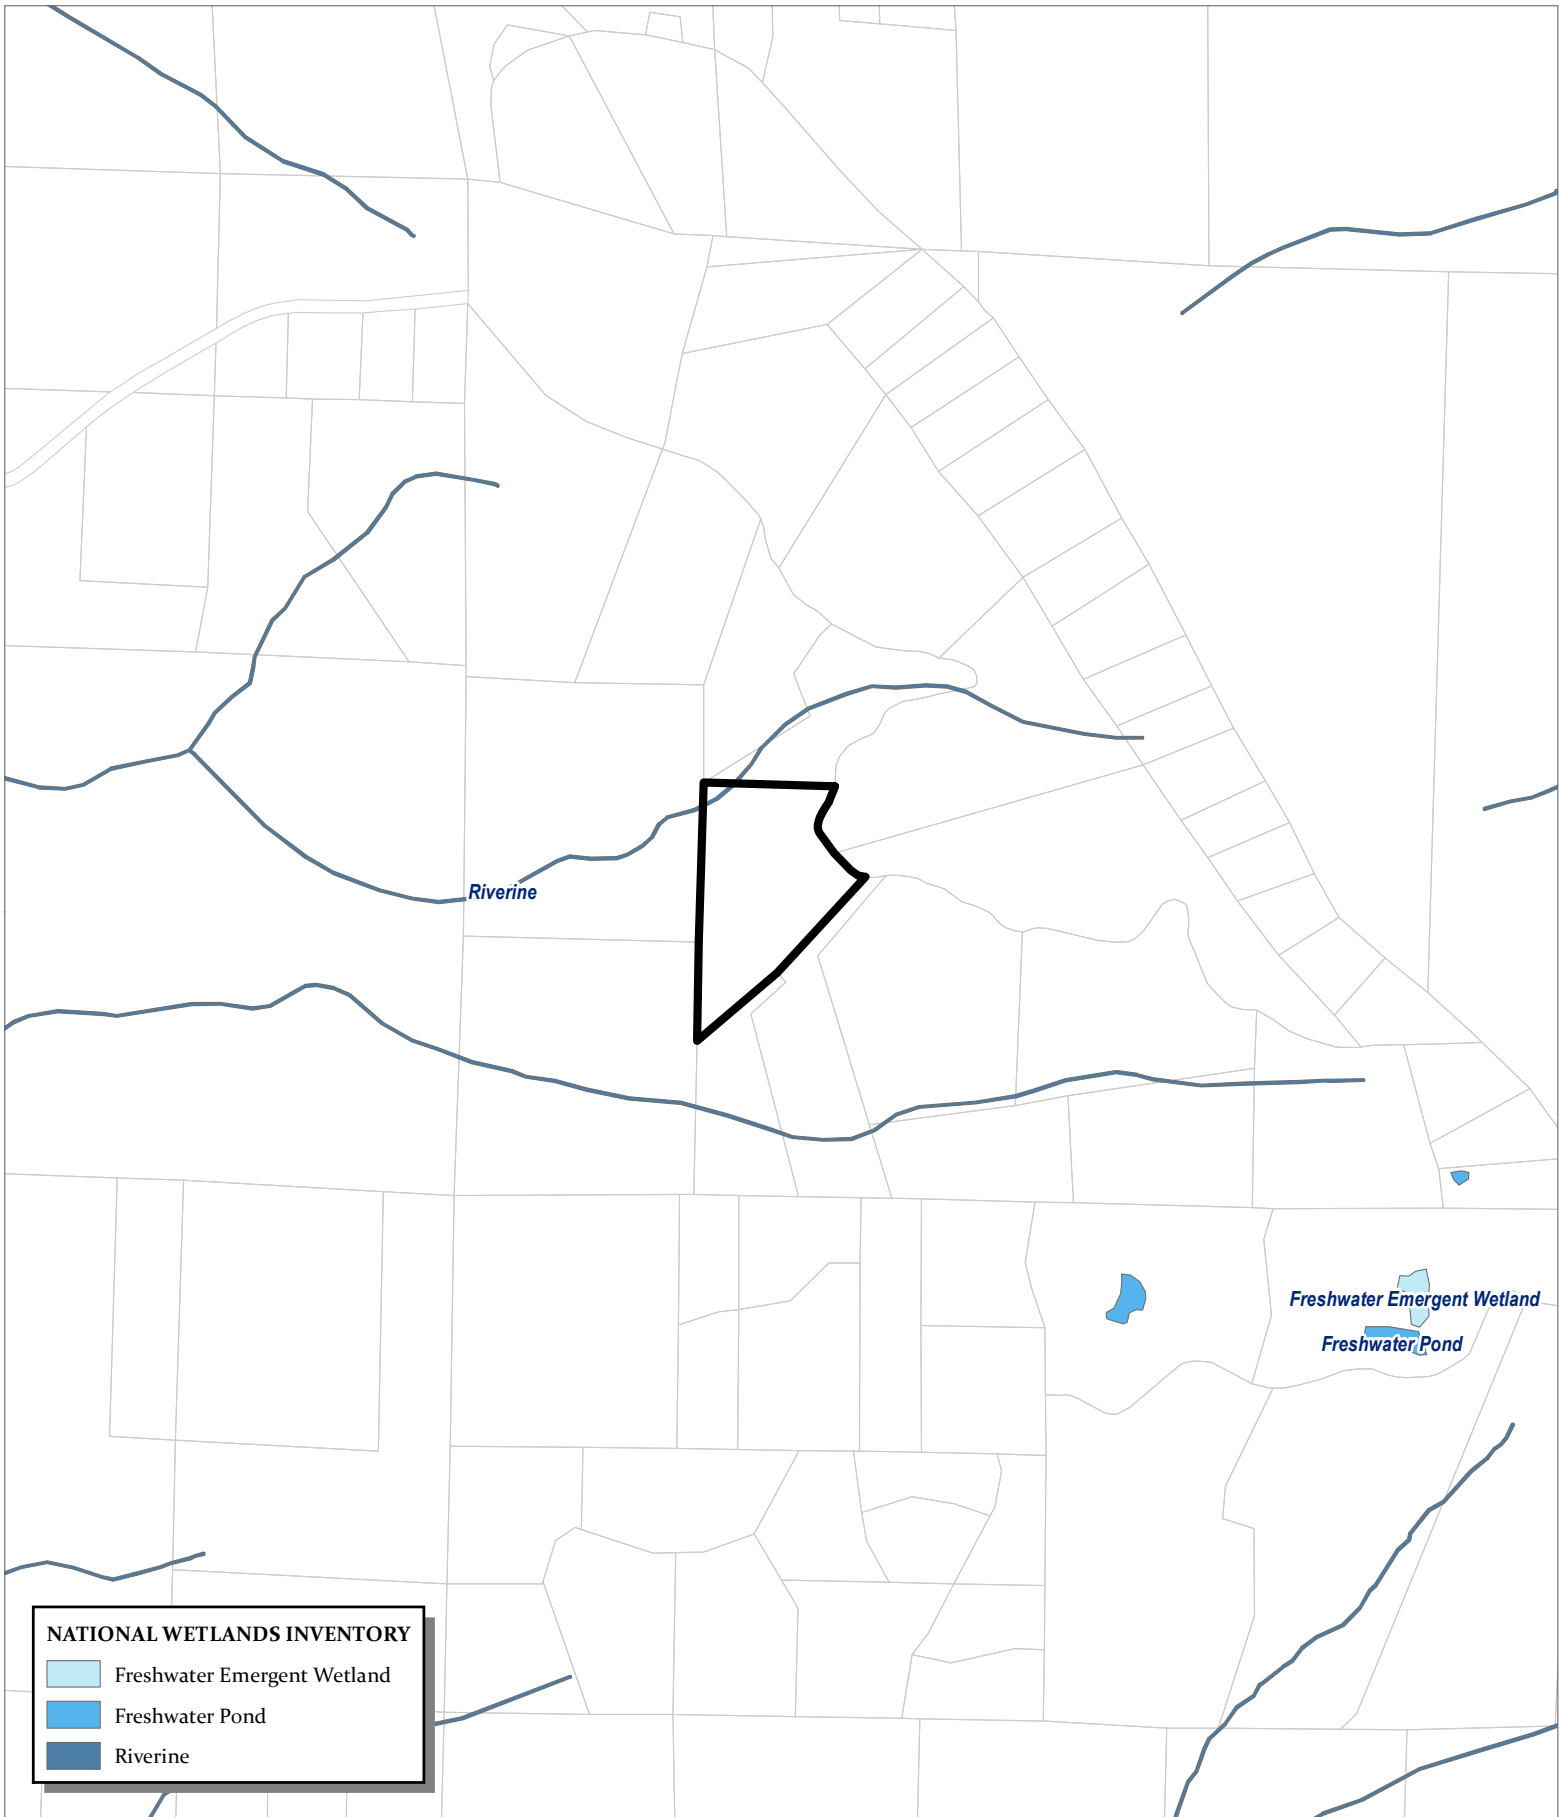 Riverine
Freshwater Emergent Wetland
Freshwater Pond
NATIONAL WETLANDS INVENTORY
Freshwater Emergent Wetland
Freshwater Pond
Riverine